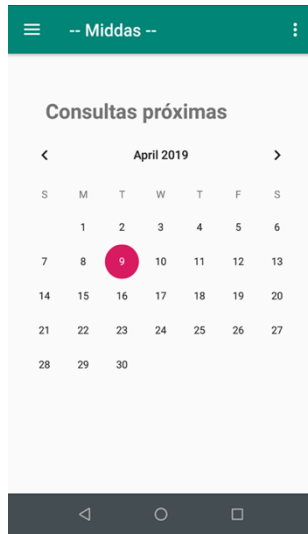 -- Middas --
Consultas próximas
April 2019
S M T W T F S
1 2 3 4 5 6
7 8 9 10 11 12 13
14 15 16 17 18 19 20
21 22 23 24 25 26 27
28 29 30